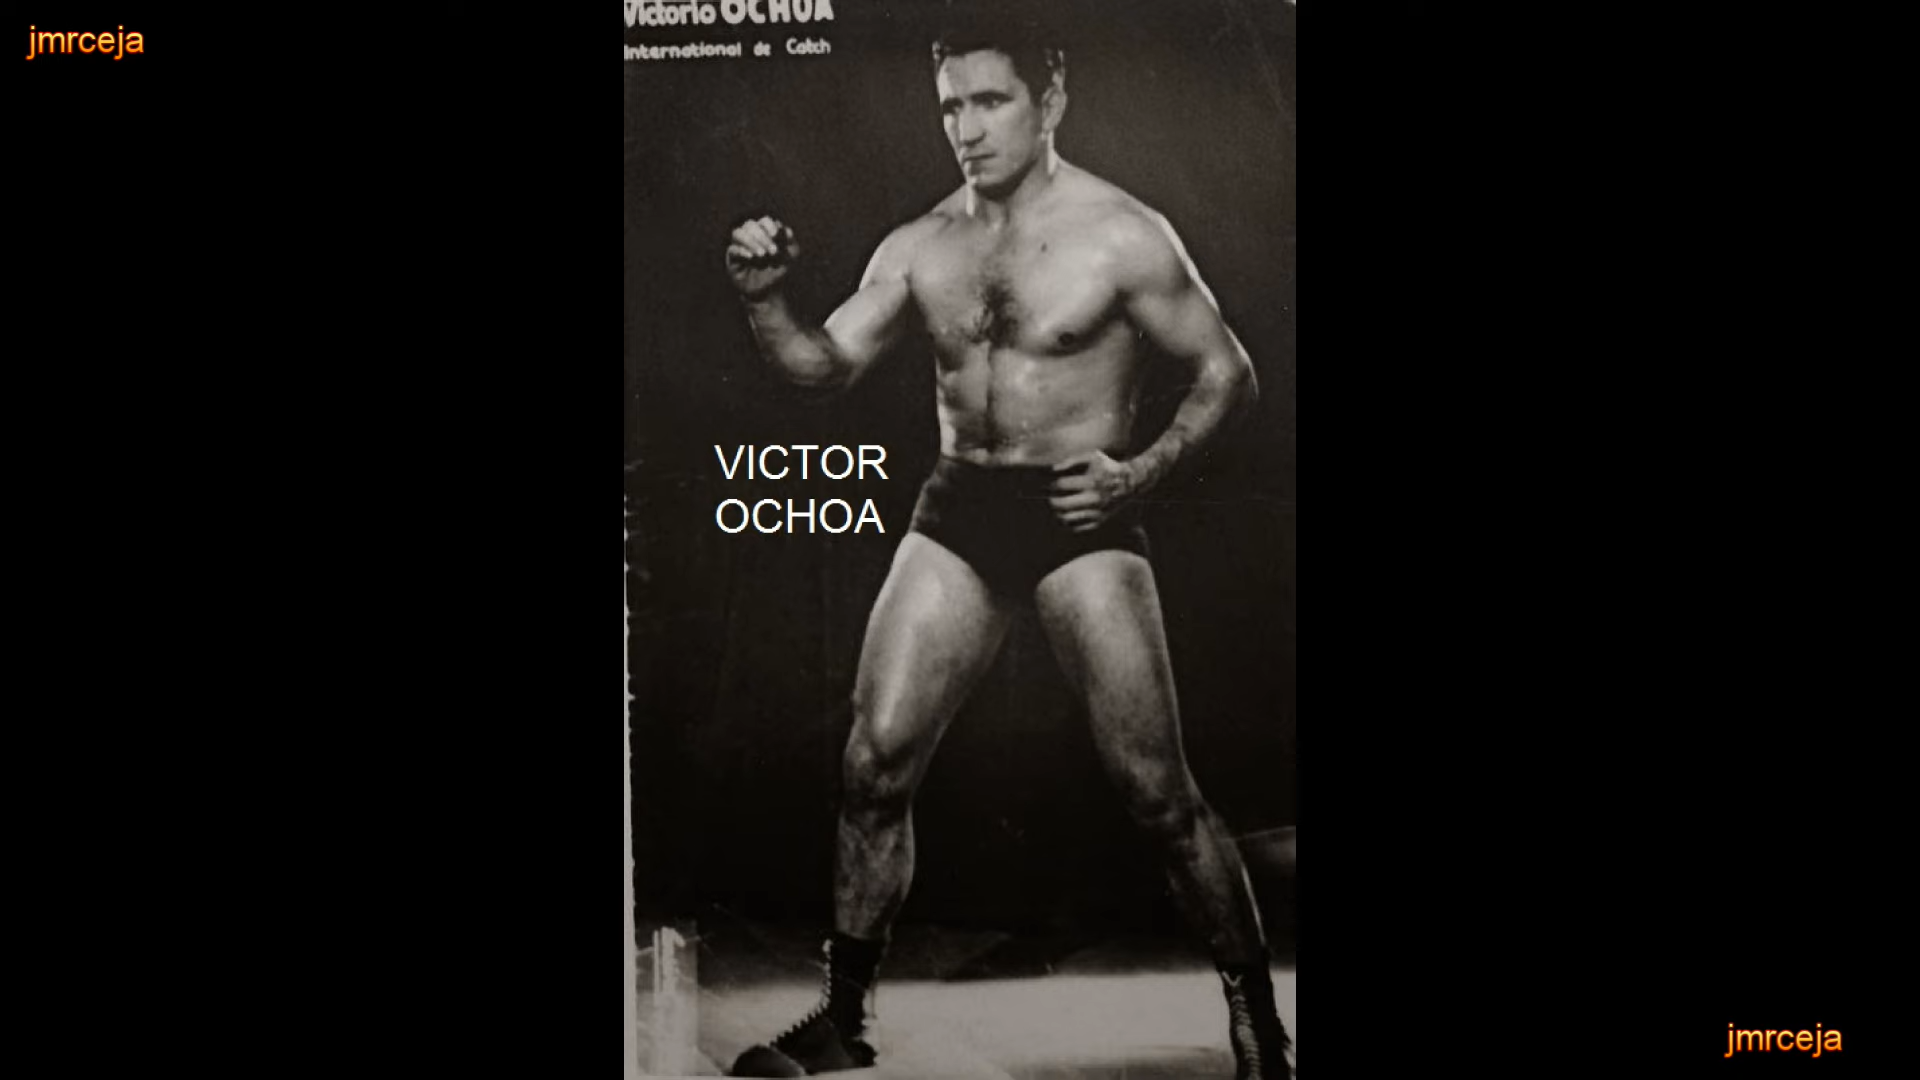 jmrceja
Victorio OCHOA
International de Catch
VICTOR
OCHOA
jmrceja